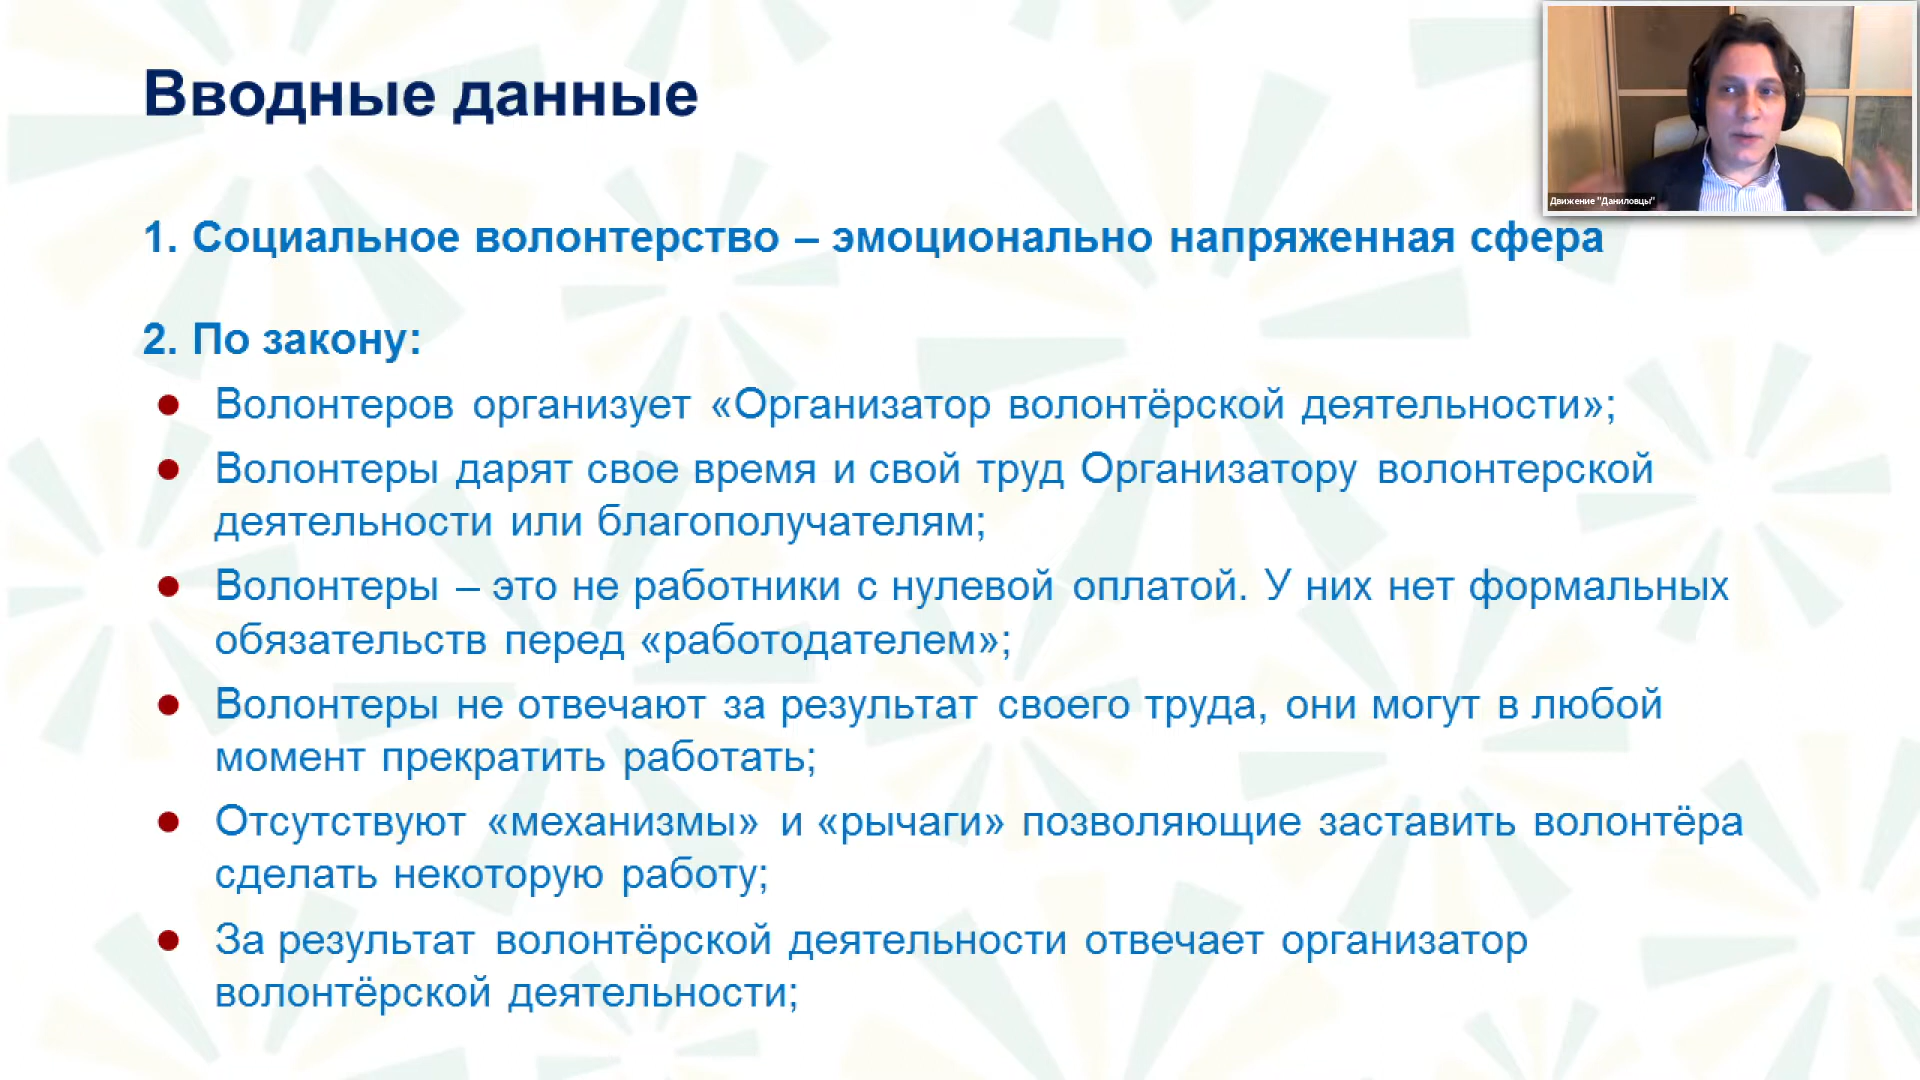 Вводные данные
Движение "Даниловцы"
1. Социальное волонтерство – эмоционально напряженная сфера
2. По закону:
● Волонтеров организует «Организатор волонтёрской деятельности»;
● Волонтеры дарят свое время и свой труд Организатору волонтерской
деятельности или благополучателям;
● Волонтеры – это не работники с нулевой оплатой. У них нет формальных
обязательств перед «работодателем»;
● Волонтеры не отвечают за результат своего труда, они могут в любой
момент прекратить работать;
● Отсутствуют «механизмы» и «рычаги» позволяющие заставить волонтёра
сделать некоторую работу;
● За результат волонтёрской деятельности отвечает организатор
волонтёрской деятельности;